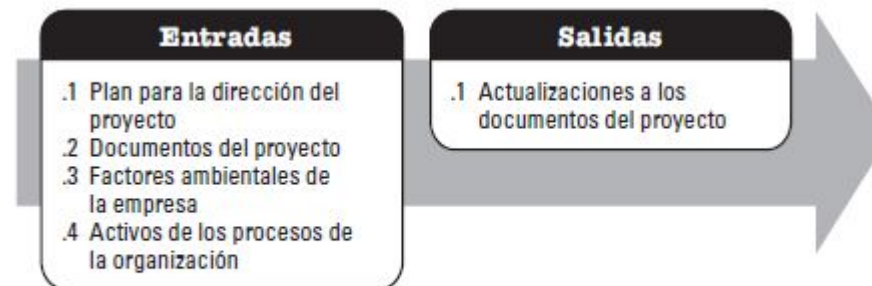 Entradas
.1 Plan para la dirección del
proyecto
.2 Documentos del proyecto
.3 Factores ambientales de
la empresa
.4 Activos de los procesos de
la organización
Salidas
.1 Actualizaciones a los
documentos del proyecto